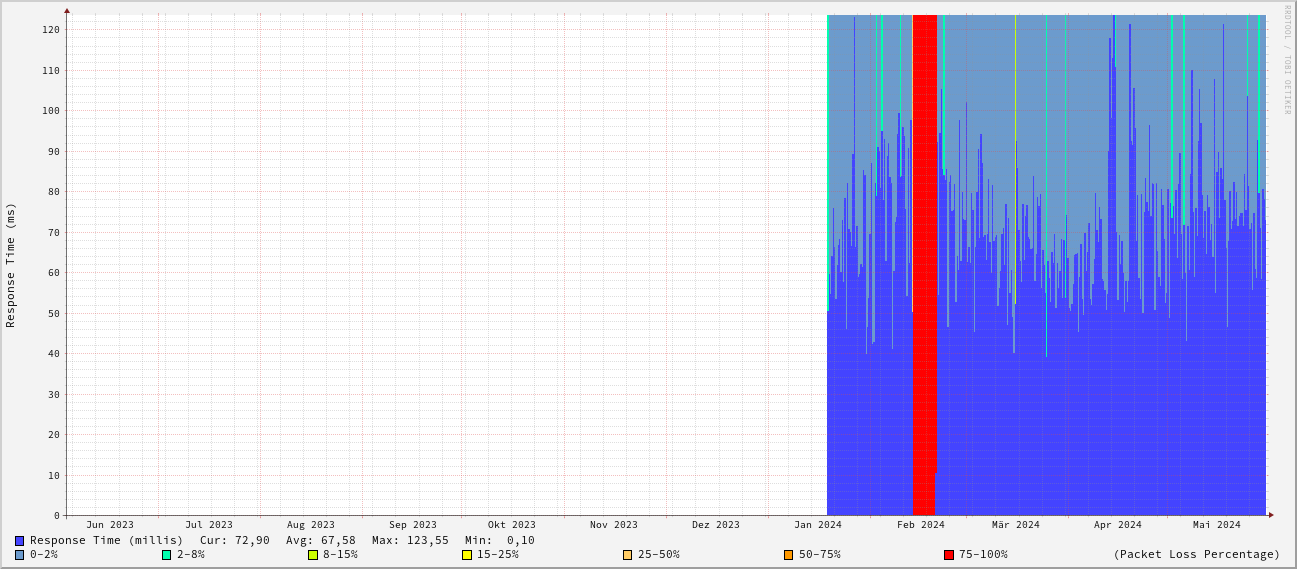 RRDTOOL / TOBI OETIKER
Response Time (ms)
120
110
100
90
80
70
60
50
40
30
20
10
0
Jun 2023 Jul 2023 Aug 2023 Sep 2023 Okt 2023 Nov 2023 Dez 2023 Jan 2024 Feb 2024 Mär 2024 Apr 2024 Mai 2024
Response Time (millis) Cur: 72,90 Avg: 67,58 Max: 123,55 Min: 0,10
0-2% 2-8% 8-15% 15-25% 25-50% 50-75% 75-100% (Packet Loss Percentage)